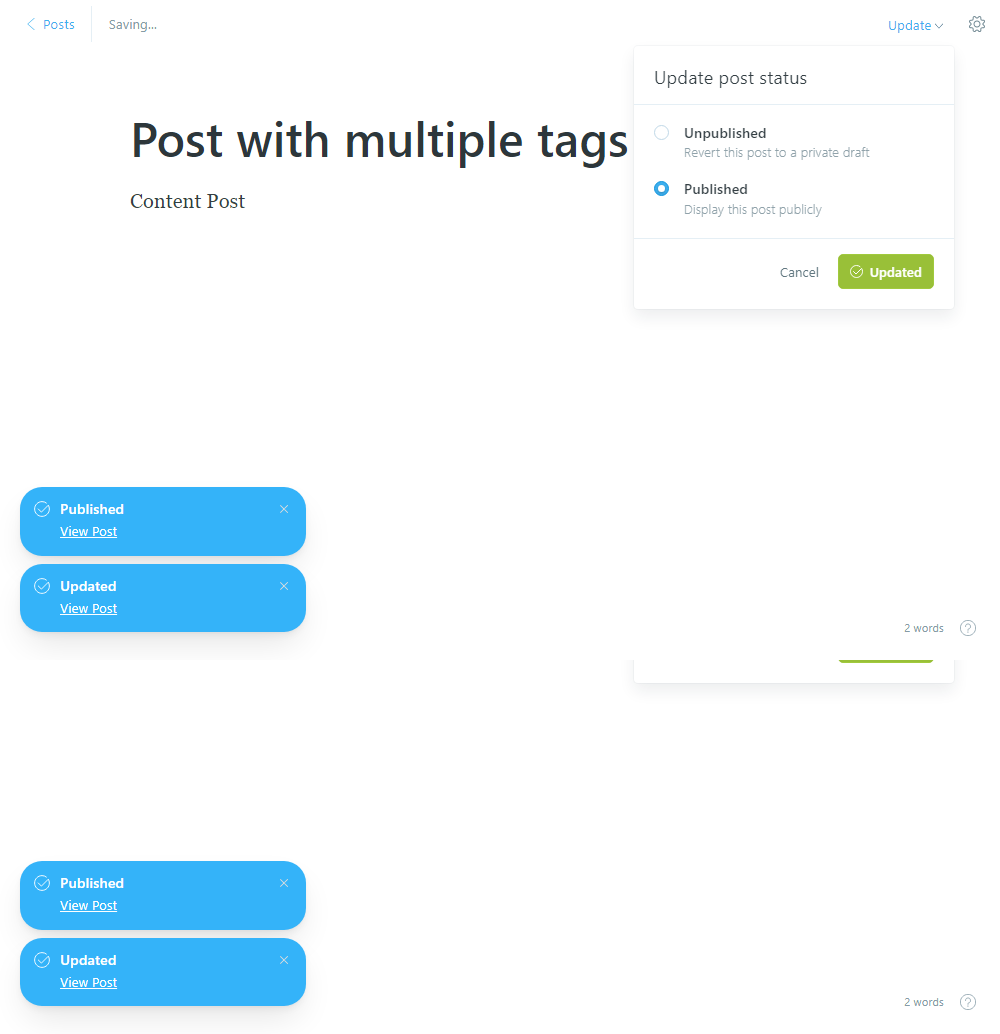 Posts
Saving...
Update
Update post status
Post with multiple tags
Unpublished
Revert this post to a private draft
Content Post
Published
Display this post publicly
Cancel
Updated
Published
View Post
Updated
View Post
2 words
?
Published
View Post
Updated
View Post
2 words
?